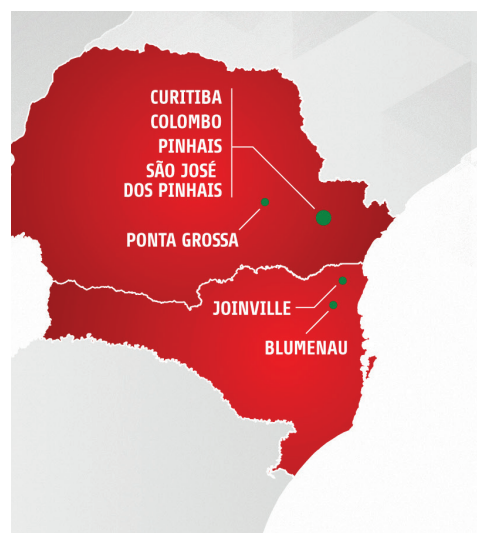 CURITIBA
COLOMBO
PINHAIS
SÃO JOSÉ
DOS PINHAIS
PONTA GROSSA
JOINVILLE
BLUMENAU